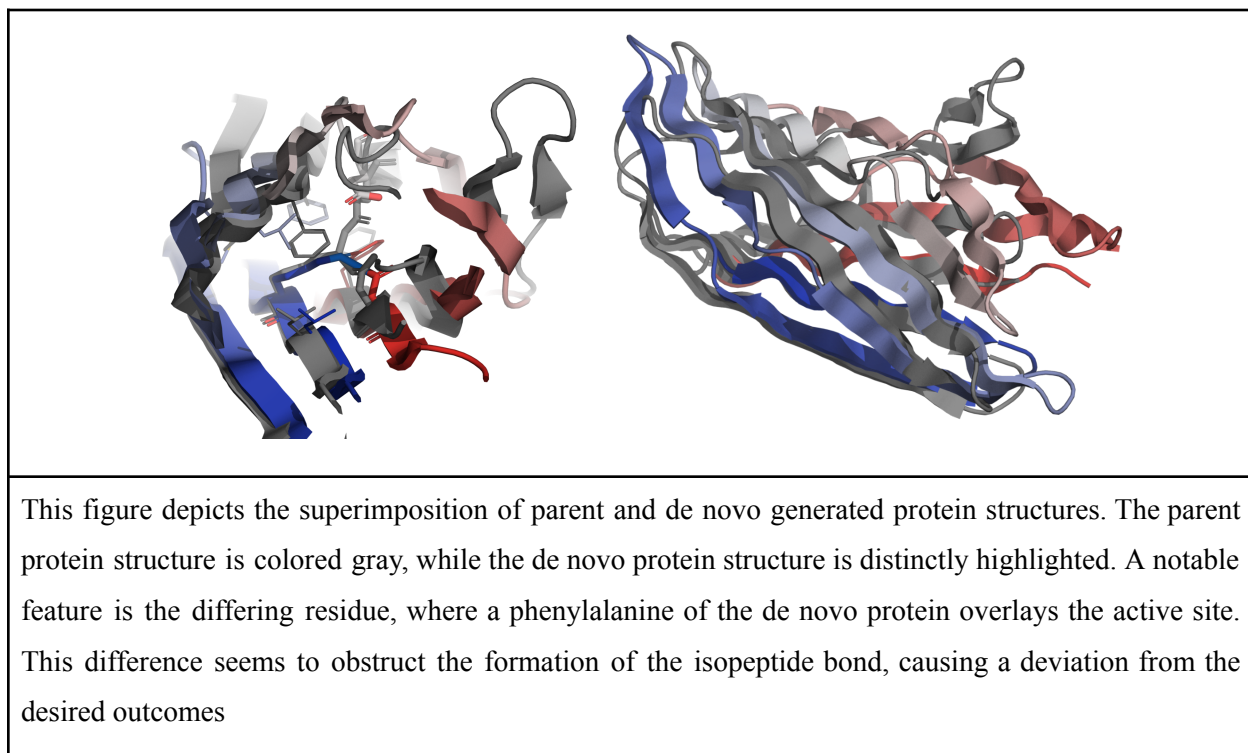 This figure depicts the superimposition of parent and de novo generated protein structures. The parent
protein structure is colored gray, while the de novo protein structure is distinctly highlighted. A notable
feature is the differing residue, where a phenylalanine of the de novo protein overlays the active site.
This difference seems to obstruct the formation of the isopeptide bond, causing a deviation from the
desired outcomes